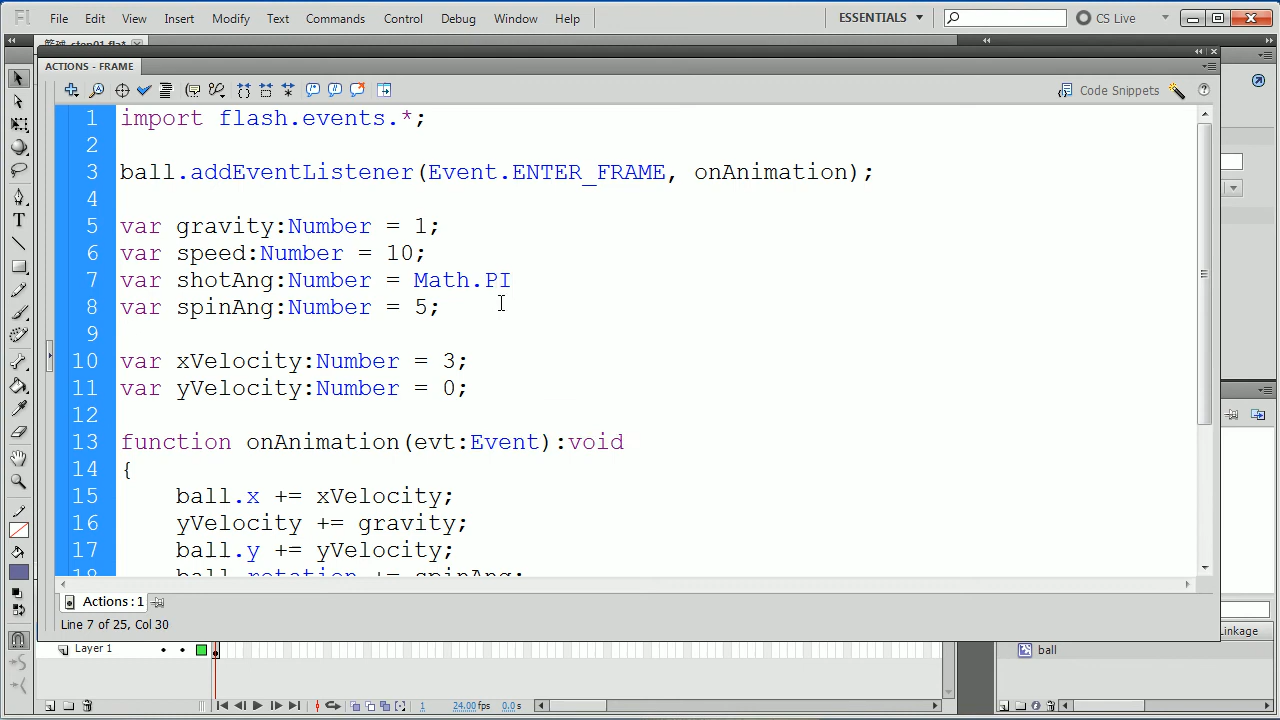 Fl File Edit View Insert Modify Text Commands Control Debug Window Help ESSENTIALS CS Live
ACTIONS - FRAME
Code Snippets
1 import flash.events.*;
2
3 ball.addEventListener(Event.ENTER_FRAME, onAnimation);
4
5 var gravity:Number = 1;
6 var speed:Number = 10;
7 var shotAng:Number = Math.PI
8 var spinAng:Number = 5;
9
10 var xVelocity:Number = 3;
11 var yVelocity:Number = 0;
12
13 function onAnimation(evt:Event):void
14 {
15 ball.x += xVelocity;
16 yVelocity += gravity;
17 ball.y += yVelocity;
18 ball.rotation += spinAng;
Actions : 1
Line 7 of 25, Col 30
Linkage
Layer 1
ball
1 24.00 fps 0.0 s